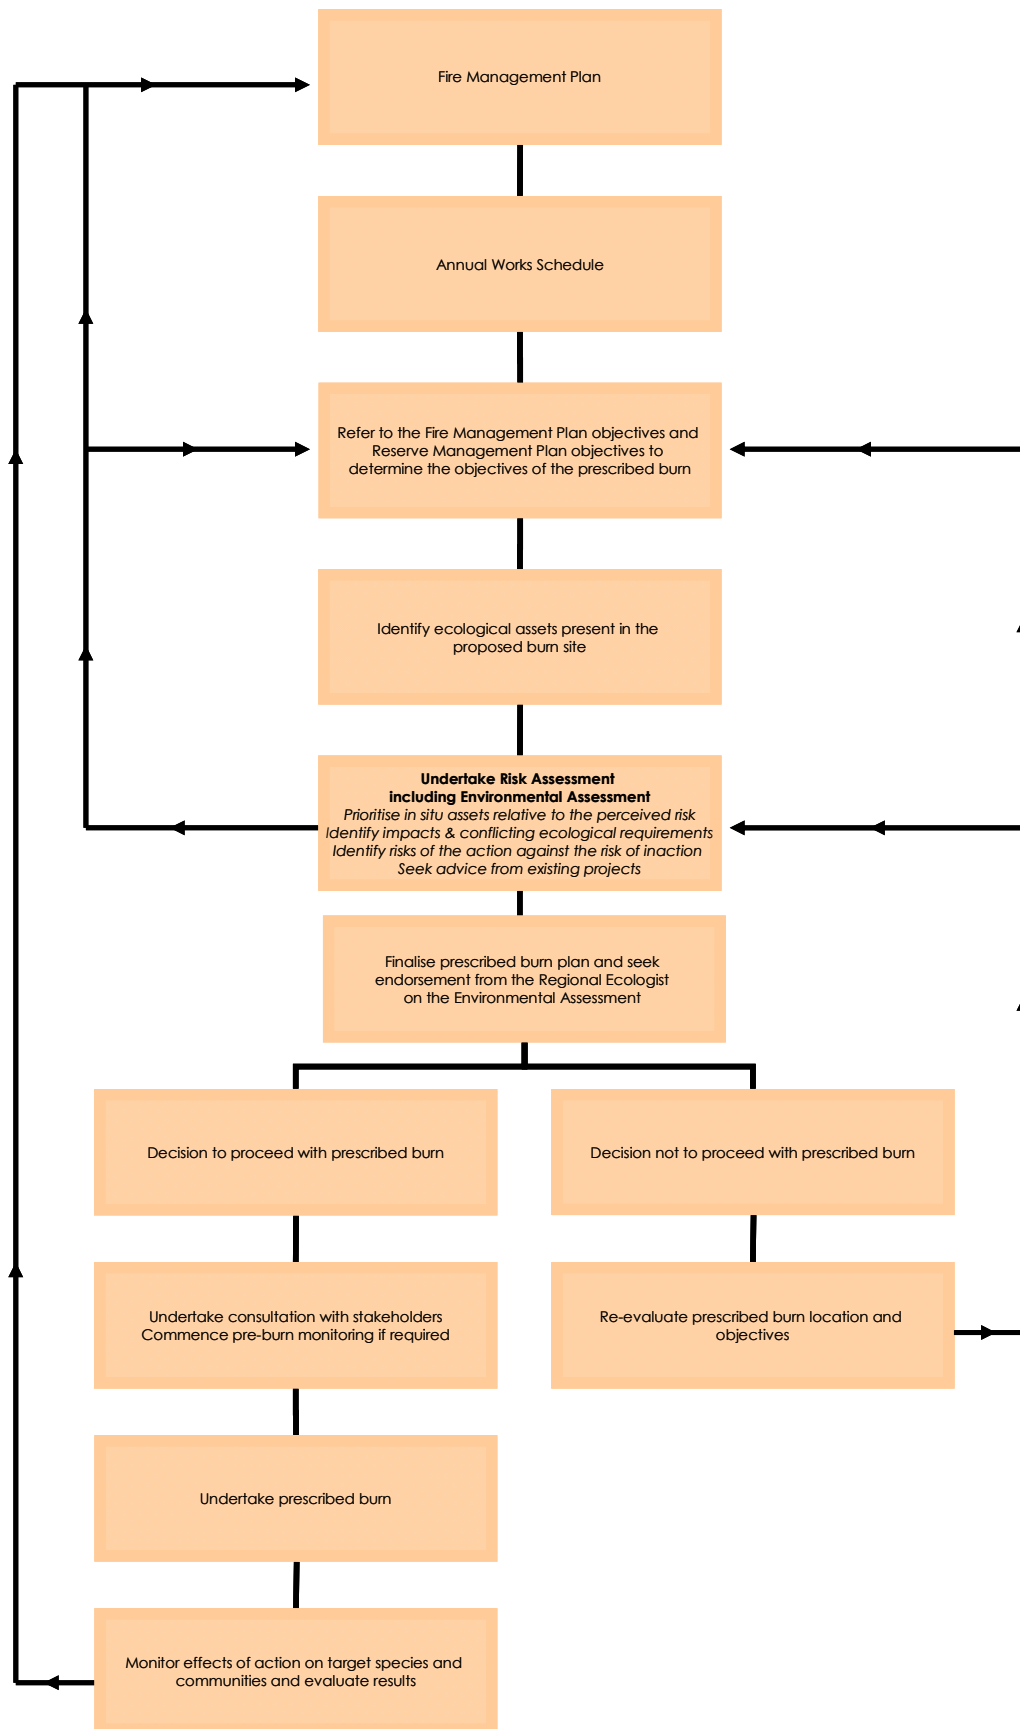 Fire Management Plan
Annual Works Schedule
Refer to the Fire Management Plan objectives and
Reserve Management Plan objectives to
determine the objectives of the prescribed burn
Identify ecological assets present in the
proposed burn site
Undertake Risk Assessment
including Environmental Assessment
Prioritise in situ assets relative to the perceived risk
Identify impacts & conflicting ecological requirements
Identify risks of the action against the risk of inaction
Seek advice from existing projects
Finalise prescribed burn plan and seek
endorsement from the Regional Ecologist
on the Environmental Assessment
Decision to proceed with prescribed burn
Decision not to proceed with prescribed burn
Undertake consultation with stakeholders
Commence pre-burn monitoring if required
Re-evaluate prescribed burn location and
objectives
Undertake prescribed burn
Monitor effects of action on target species and
communities and evaluate results